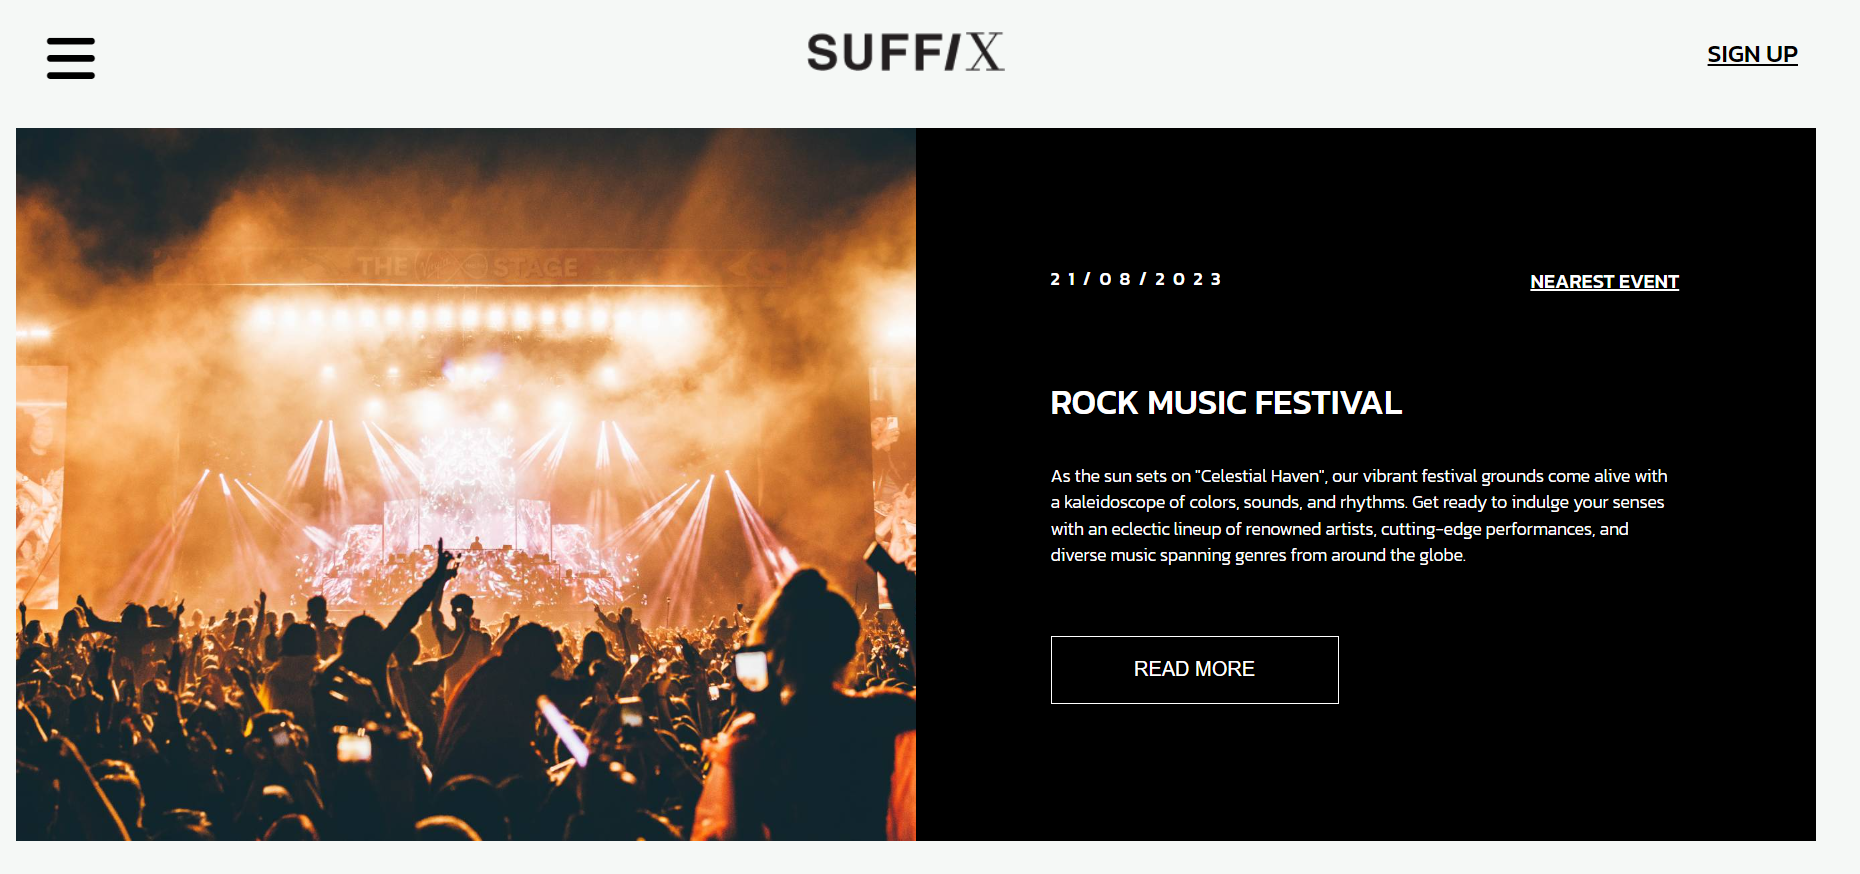 SUFFIX
SIGN UP
THE STAGE
21/08/2023
NEAREST EVENT
ROCK MUSIC FESTIVAL
As the sun sets on "Celestial Haven", our vibrant festival grounds come alive with
a kaleidoscope of colors, sounds, and rhythms. Get ready to indulge your senses
with an eclectic lineup of renowned artists, cutting-edge performances, and
diverse music spanning genres from around the globe.
READ MORE